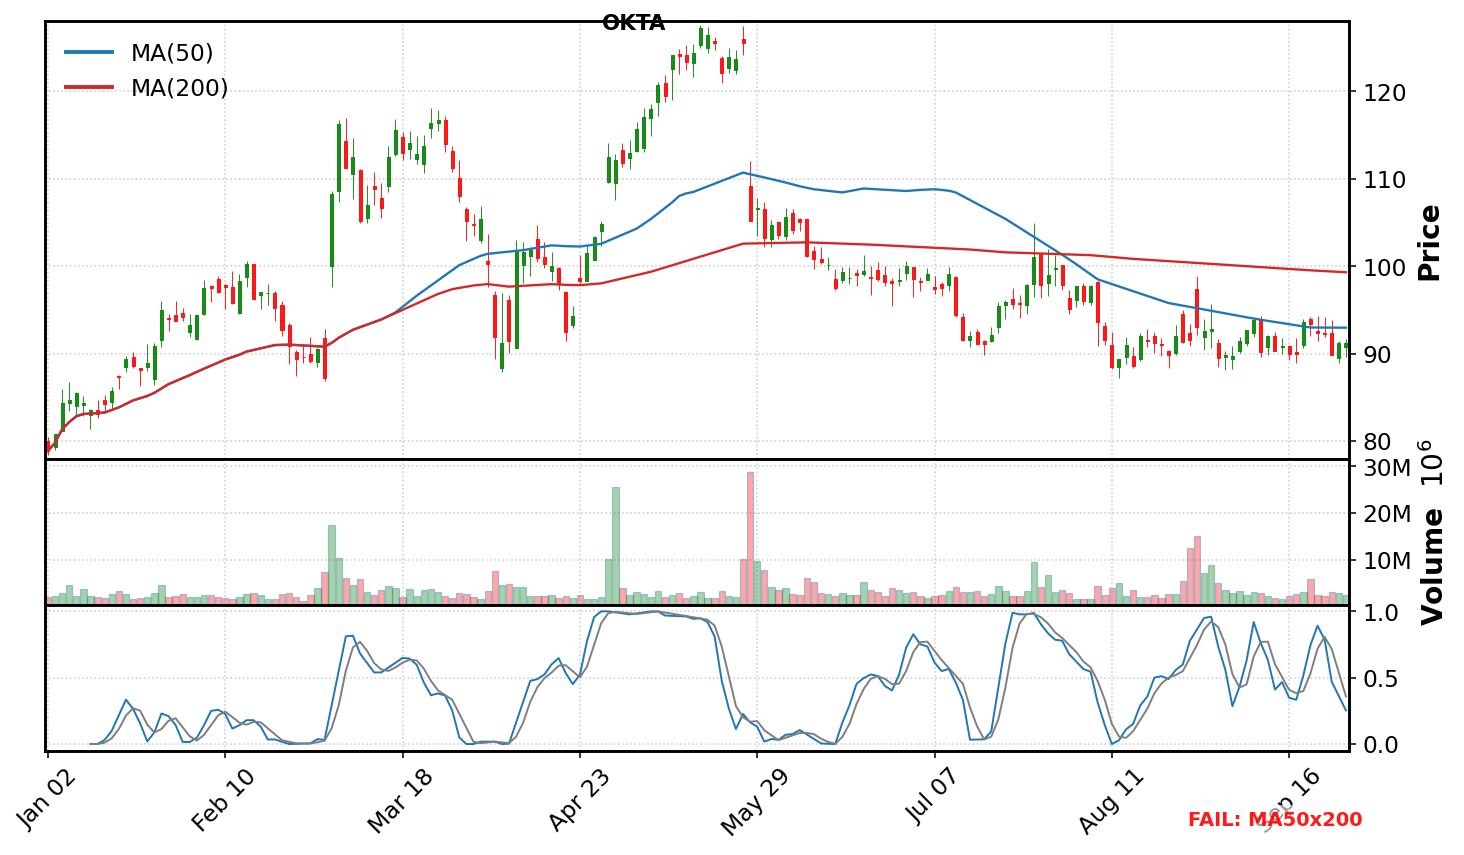 OKTA
MA(50)
MA(200)
120
110
100
90
80
Price
30M
20M
10M
Volume 10^6
1.0
0.5
0.0
Jan 02
Feb 10
Mar 18
Apr 23
May 29
Jul 07
Aug 11
Sep 16
FAIL: MA50x200